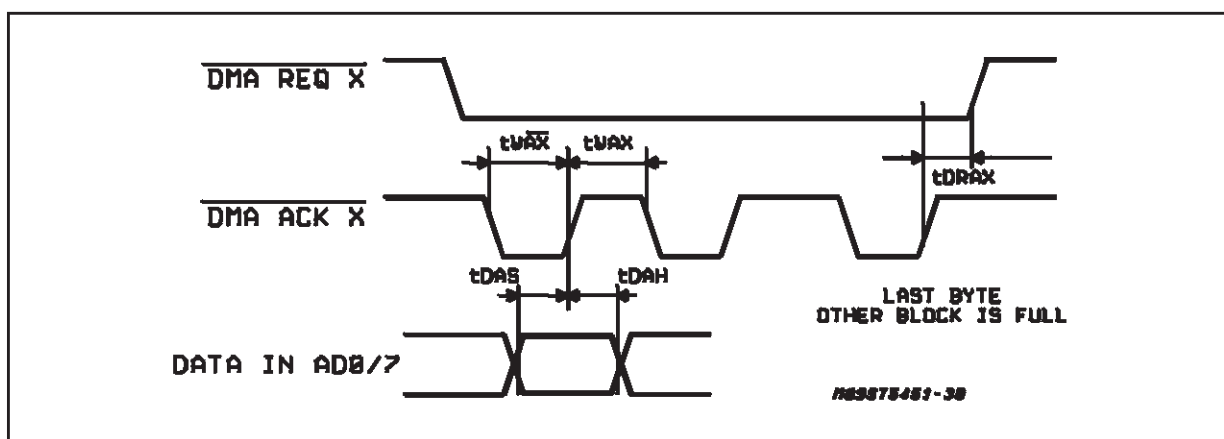 DMA REQ X
tWAX tWAX
tDRAX
DMA ACK X
tDAS tDAH
LAST BYTE
OTHER BLOCK IS FULL
DATA IN AD0/7